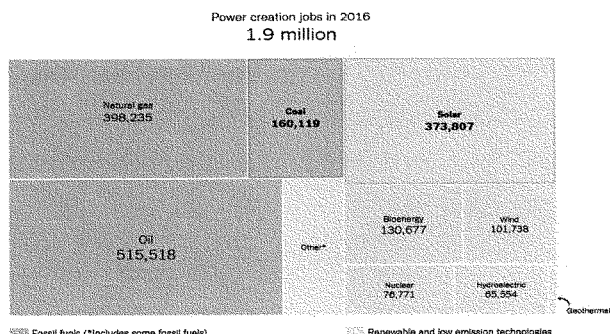 Power creation jobs in 2016
1.9 million
Natural gas
398,235
Coal
160,119
Solar
373,807
Oil
515,518
Other*
Bioenergy
130,677
Wind
101,738
Nuclear
76,771
Hydroelectric
65,554
Geothermal
Fossil fuels (*Includes some fossil fuels)
Renewable and low emission technologies